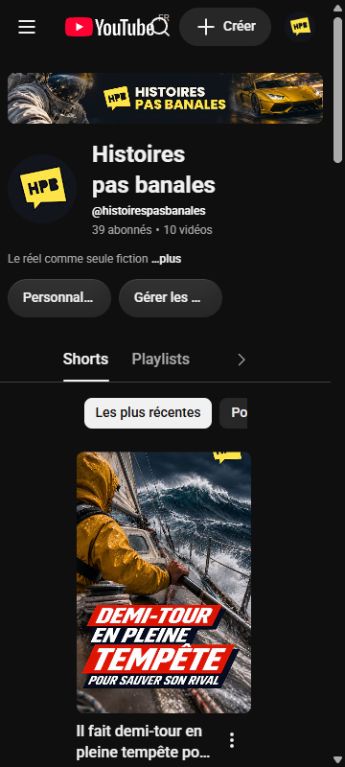 YouTube FR
Créer
HPB
HPB HISTOIRES
PAS BANALES
HPB
Histoires
pas banales
@histoirespasbanales
39 abonnés • 10 vidéos
Le réel comme seule fiction ...plus
Personnal...
Gérer les ...
Shorts
Playlists
Les plus récentes
Po
DEMI-TOUR
EN PLEINE
TEMPÊTE
POUR SAUVER SON RIVAL
Il fait demi-tour en
pleine tempête po...